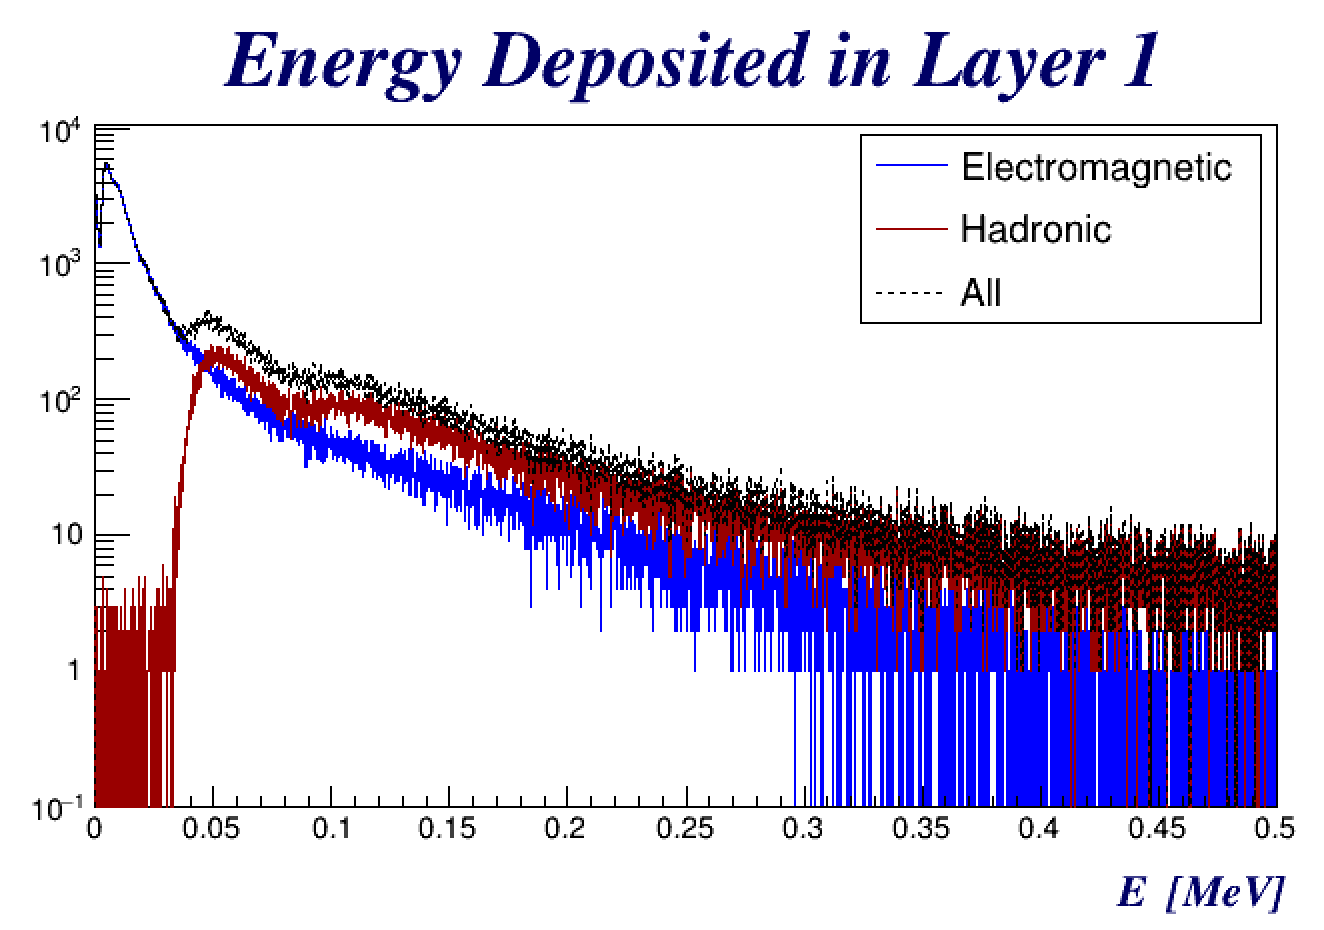 Energy Deposited in Layer 1
Electromagnetic
Hadronic
All
10⁴
10³
10²
10
1
10⁻¹
0 0.05 0.1 0.15 0.2 0.25 0.3 0.35 0.4 0.45 0.5
E [MeV]